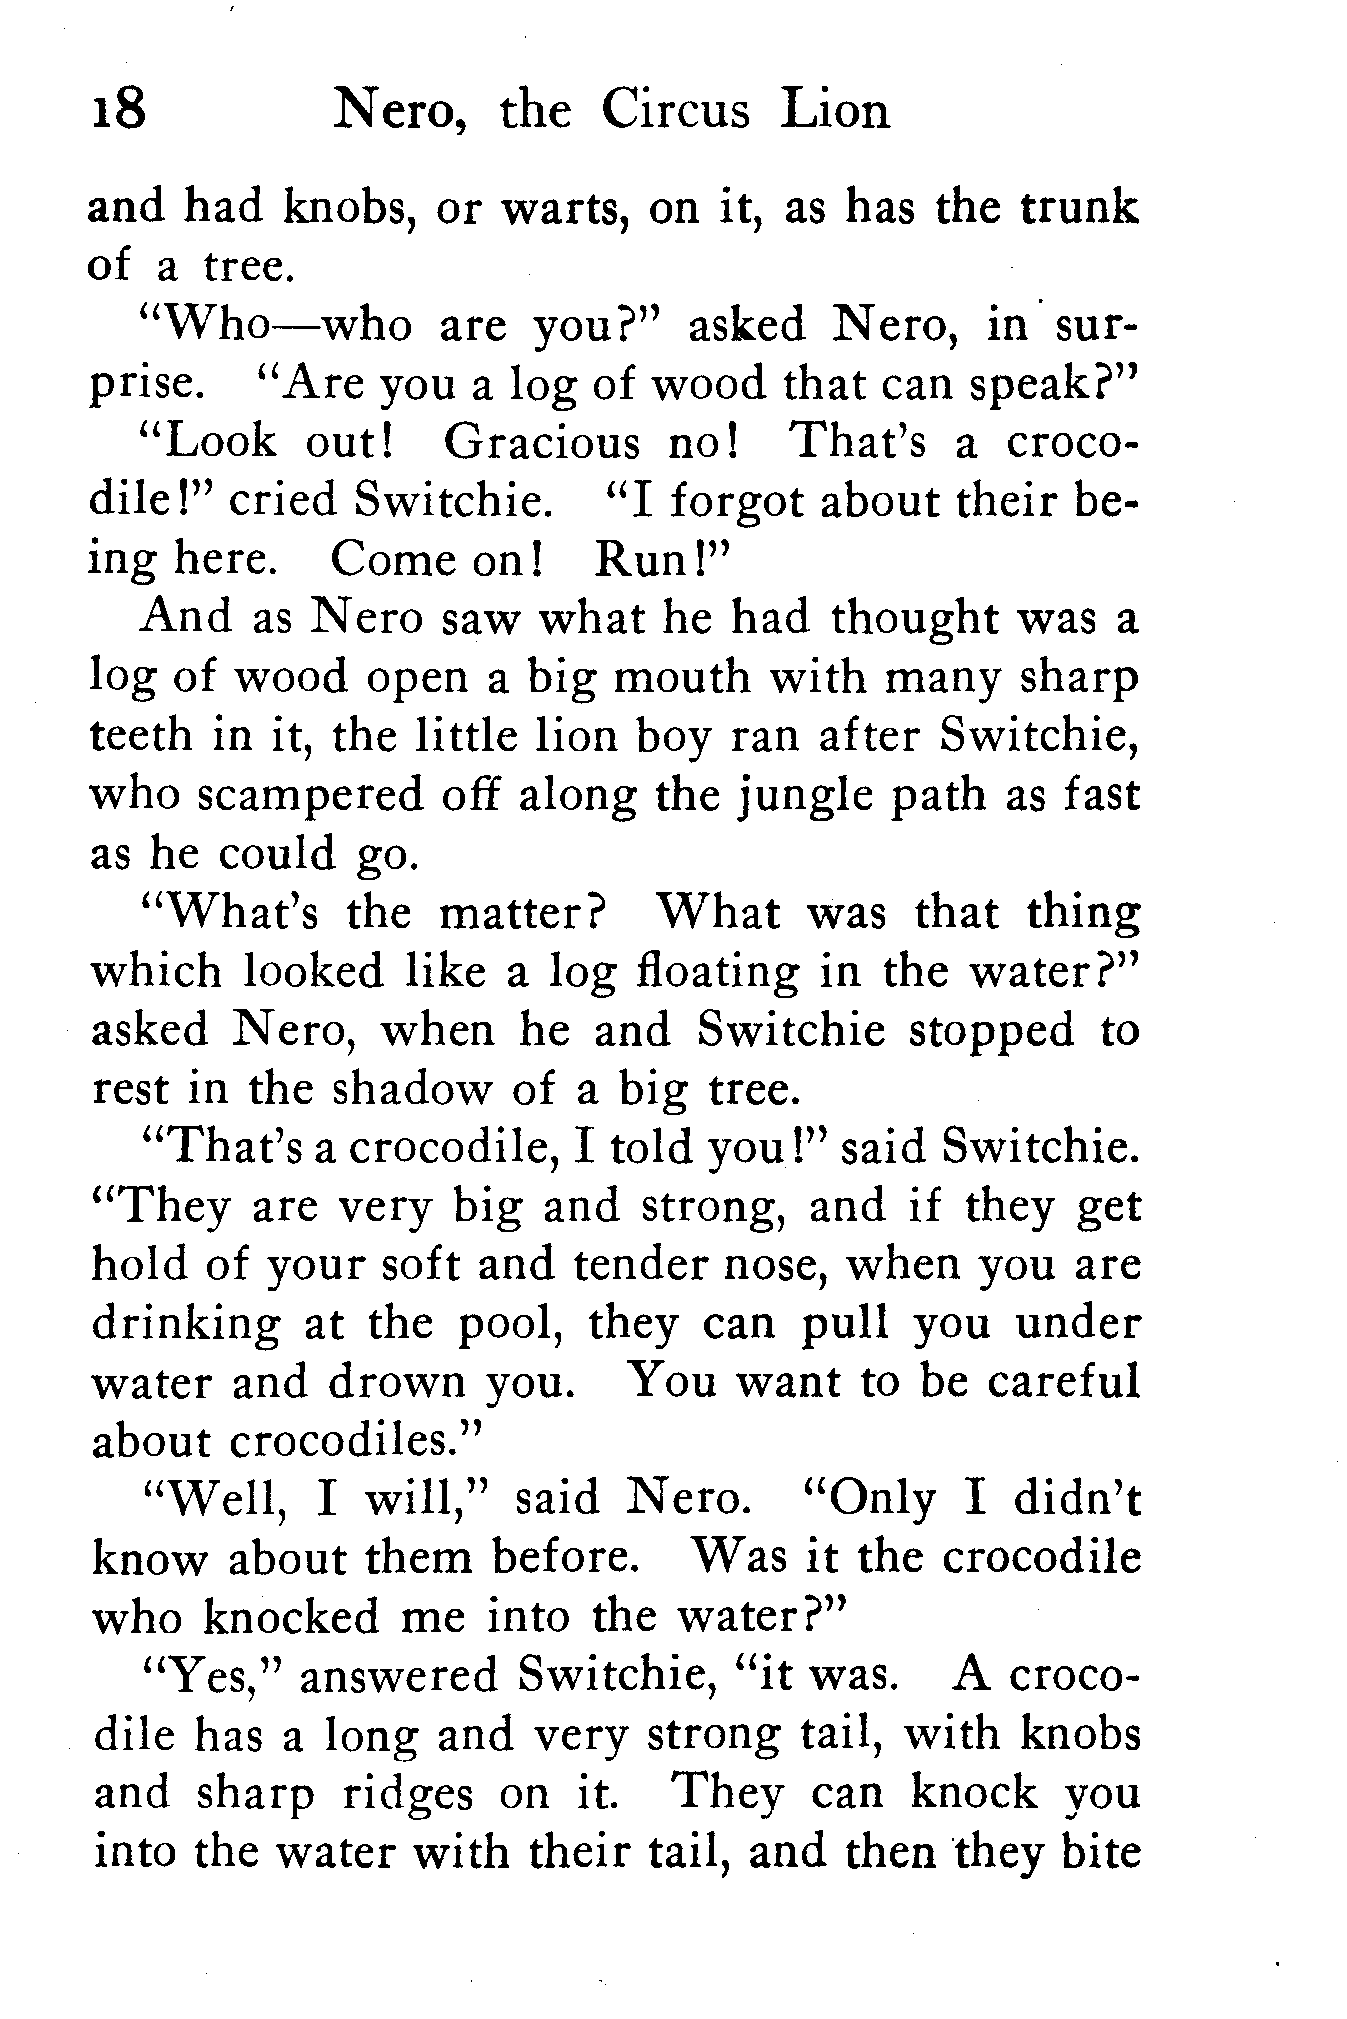 18 Nero, the Circus Lion
and had knobs, or warts, on it, as has the trunk
of a tree.
“Who—who are you?” asked Nero, in sur-
prise. “Are you a log of wood that can speak?”
“Look out! Gracious no! That’s a croco-
dile!” cried Switchie. “I forgot about their be-
ing here. Come on! Run!”
And as Nero saw what he had thought was a
log of wood open a big mouth with many sharp
teeth in it, the little lion boy ran after Switchie,
who scampered off along the jungle path as fast
as he could go.
“What’s the matter? What was that thing
which looked like a log floating in the water?”
asked Nero, when he and Switchie stopped to
rest in the shadow of a big tree.
“That’s a crocodile, I told you!” said Switchie.
“They are very big and strong, and if they get
hold of your soft and tender nose, when you are
drinking at the pool, they can pull you under
water and drown you. You want to be careful
about crocodiles.”
“Well, I will,” said Nero. “Only I didn’t
know about them before. Was it the crocodile
who knocked me into the water?”
“Yes,” answered Switchie, “it was. A croco-
dile has a long and very strong tail, with knobs
and sharp ridges on it. They can knock you
into the water with their tail, and then they bite